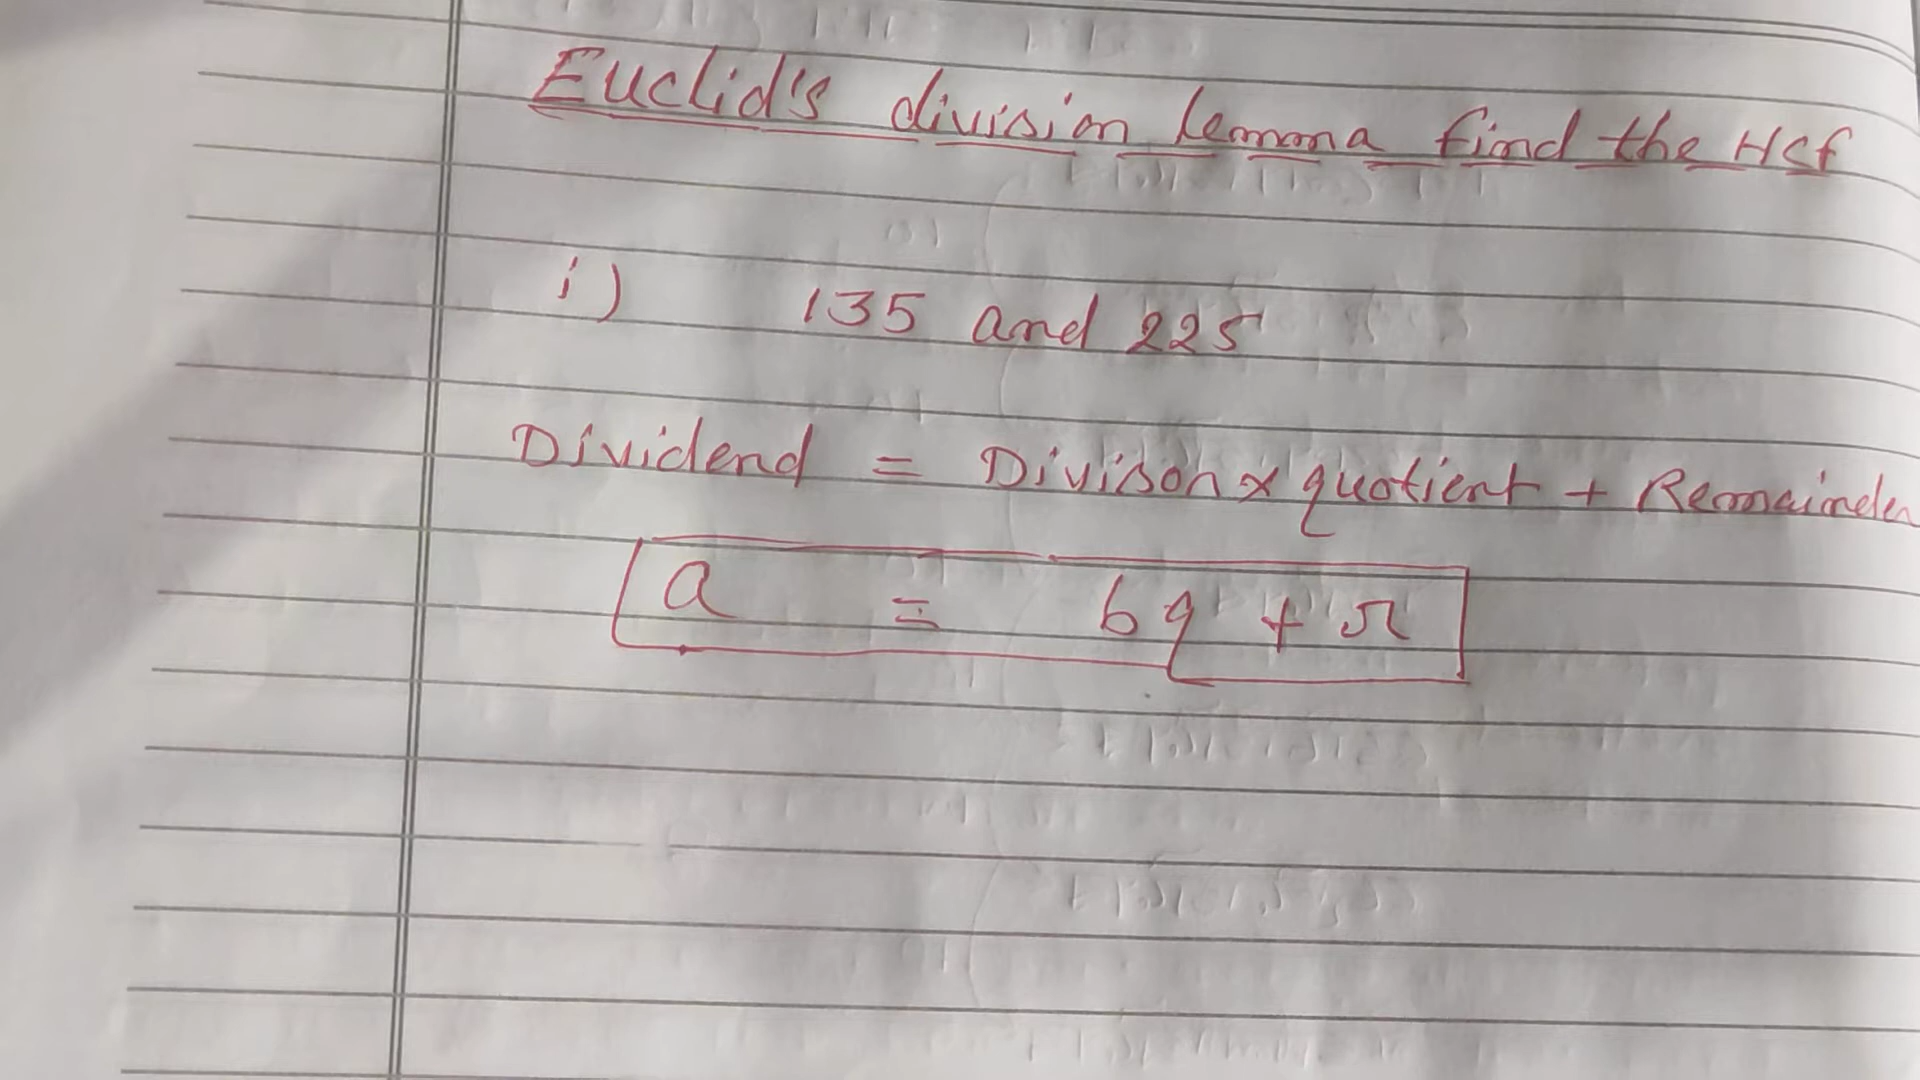 Euclid's division lemma find the HCf
i) 135 and 225
Dividend = Divison x quotient + Remainder
a = bq + r